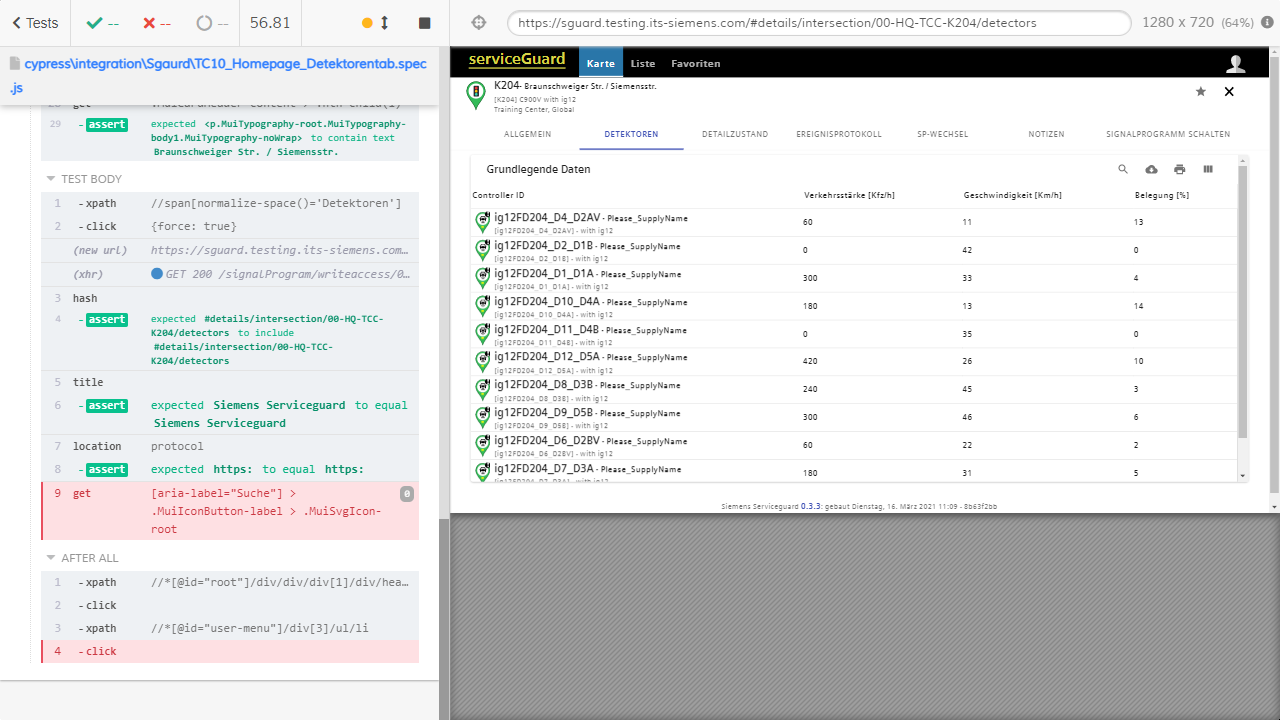 Tests
--
--
--
56.81
https://sguard.testing.its-siemens.com/#details/intersection/00-HQ-TCC-K204/detectors
1280 x 720 (64%)
cypress\integration\Sgaurd\TC10_Homepage_Detektorentab.spec
.js
29 -assert expected <p.MuiTypography-root.MuiTypography-
body1.MuiTypography-noWrap> to contain text
Braunschweiger Str. / Siemensstr.
TEST BODY
1 -xpath //span[normalize-space()='Detektoren']
2 -click {force: true}
(new url) https://sguard.testing.its-siemens.com...
(xhr) GET 200 /signalProgram/writeaccess/0...
3 hash
4 -assert expected #details/intersection/00-HQ-TCC-
K204/detectors to include
#details/intersection/00-HQ-TCC-
K204/detectors
5 title
6 -assert expected Siemens Serviceguard to equal
Siemens Serviceguard
7 location protocol
8 -assert expected https: to equal https:
9 get [aria-label="Suche"] > 0
.MuiIconButton-label > .MuiSvgIcon-
root
AFTER ALL
1 -xpath //*[@id="root"]/div/div/div[1]/div/hea...
2 -click
3 -xpath //*[@id="user-menu"]/div[3]/ul/li
4 -click
serviceGuard Karte Liste Favoriten
K204- Braunschweiger Str. / Siemensstr.
[K204] C900V with ig12
Training Center, Global
ALLGEMEIN DETEKTOREN DETAILZUSTAND EREIGNISPROTOKOLL SP-WECHSEL NOTIZEN SIGNALPROGRAMM SCHALTEN
Grundlegende Daten
Controller ID Verkehrsstärke [Kfz/h] Geschwindigkeit [Km/h] Belegung [%]
ig12FD204_D4_D2AV - Please_SupplyName 60 11 13
[ig12FD204_D4_D2AV] - with ig12
ig12FD204_D2_D1B - Please_SupplyName 0 42 0
[ig12FD204_D2_D1B] - with ig12
ig12FD204_D1_D1A - Please_SupplyName 300 33 4
[ig12FD204_D1_D1A] - with ig12
ig12FD204_D10_D4A - Please_SupplyName 180 13 14
[ig12FD204_D10_D4A] - with ig12
ig12FD204_D11_D4B - Please_SupplyName 0 35 0
[ig12FD204_D11_D4B] - with ig12
ig12FD204_D12_D5A - Please_SupplyName 420 26 10
[ig12FD204_D12_D5A] - with ig12
ig12FD204_D8_D3B - Please_SupplyName 240 45 3
[ig12FD204_D8_D3B] - with ig12
ig12FD204_D9_D5B - Please_SupplyName 300 46 6
[ig12FD204_D9_D5B] - with ig12
ig12FD204_D6_D2BV - Please_SupplyName 60 22 2
[ig12FD204_D6_D2BV] - with ig12
ig12FD204_D7_D3A - Please_SupplyName 180 31 5
[ig12FD204_D7_D3A] - with ig12
Siemens Serviceguard 0.3.3: gebaut Dienstag, 16. März 2021 11:09 - 8b63f2bb